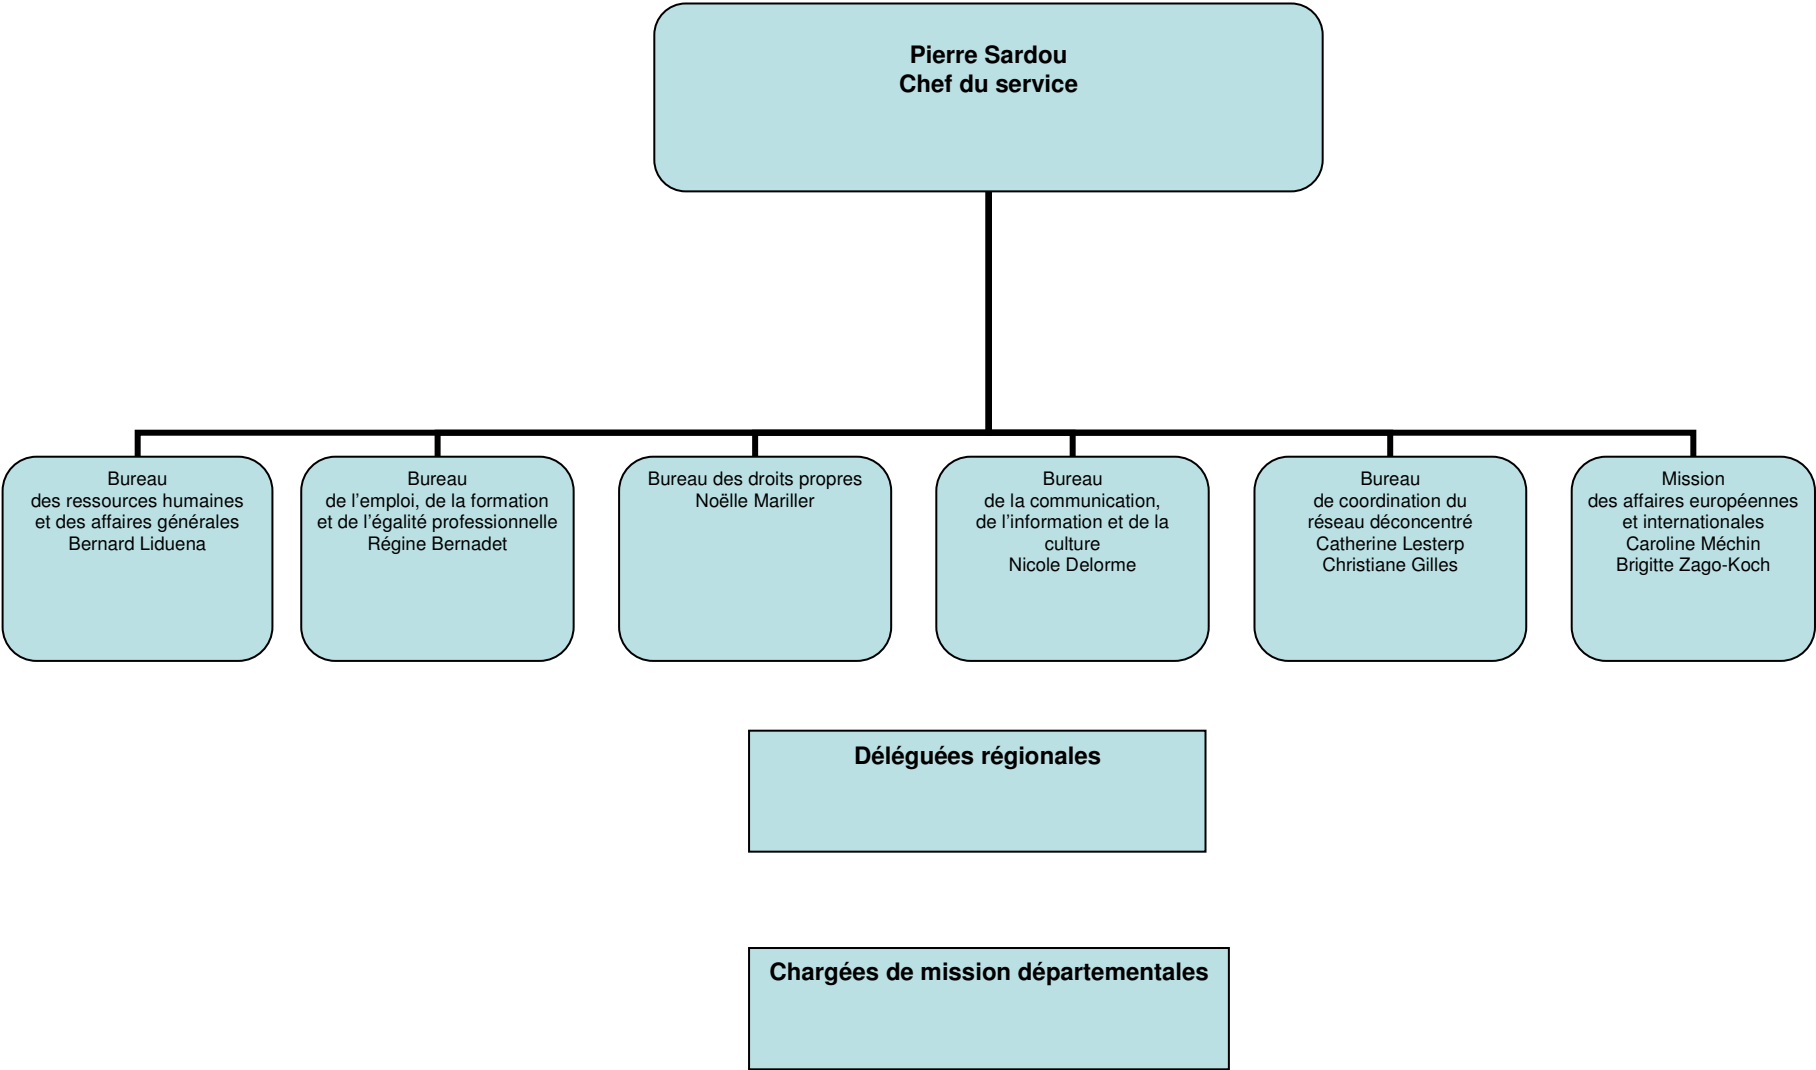 Pierre Sardou
Chef du service
Bureau
des ressources humaines
et des affaires générales
Bernard Liduena
Bureau
de l’emploi, de la formation
et de l’égalité professionnelle
Régine Bernadet
Bureau des droits propres
Noëlle Mariller
Bureau
de la communication,
de l’information et de la
culture
Nicole Delorme
Bureau
de coordination du
réseau déconcentré
Catherine Lesterp
Christiane Gilles
Mission
des affaires européennes
et internationales
Caroline Méchin
Brigitte Zago-Koch
Déléguées régionales
Chargées de mission départementales